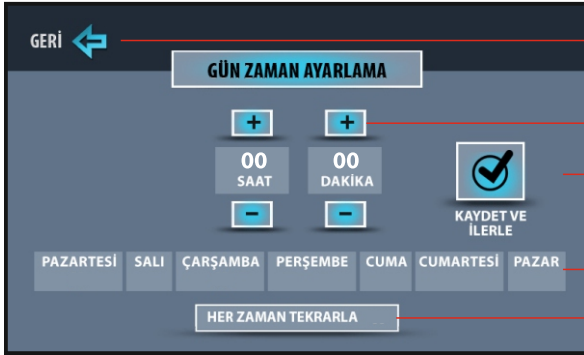 GERİ
GÜN ZAMAN AYARLAMA
+ +
00 00
SAAT DAKİKA
- -
KAYDET VE
İLERLE
PAZARTESİ SALI ÇARŞAMBA PERŞEMBE CUMA CUMARTESİ PAZAR
HER ZAMAN TEKRARLA